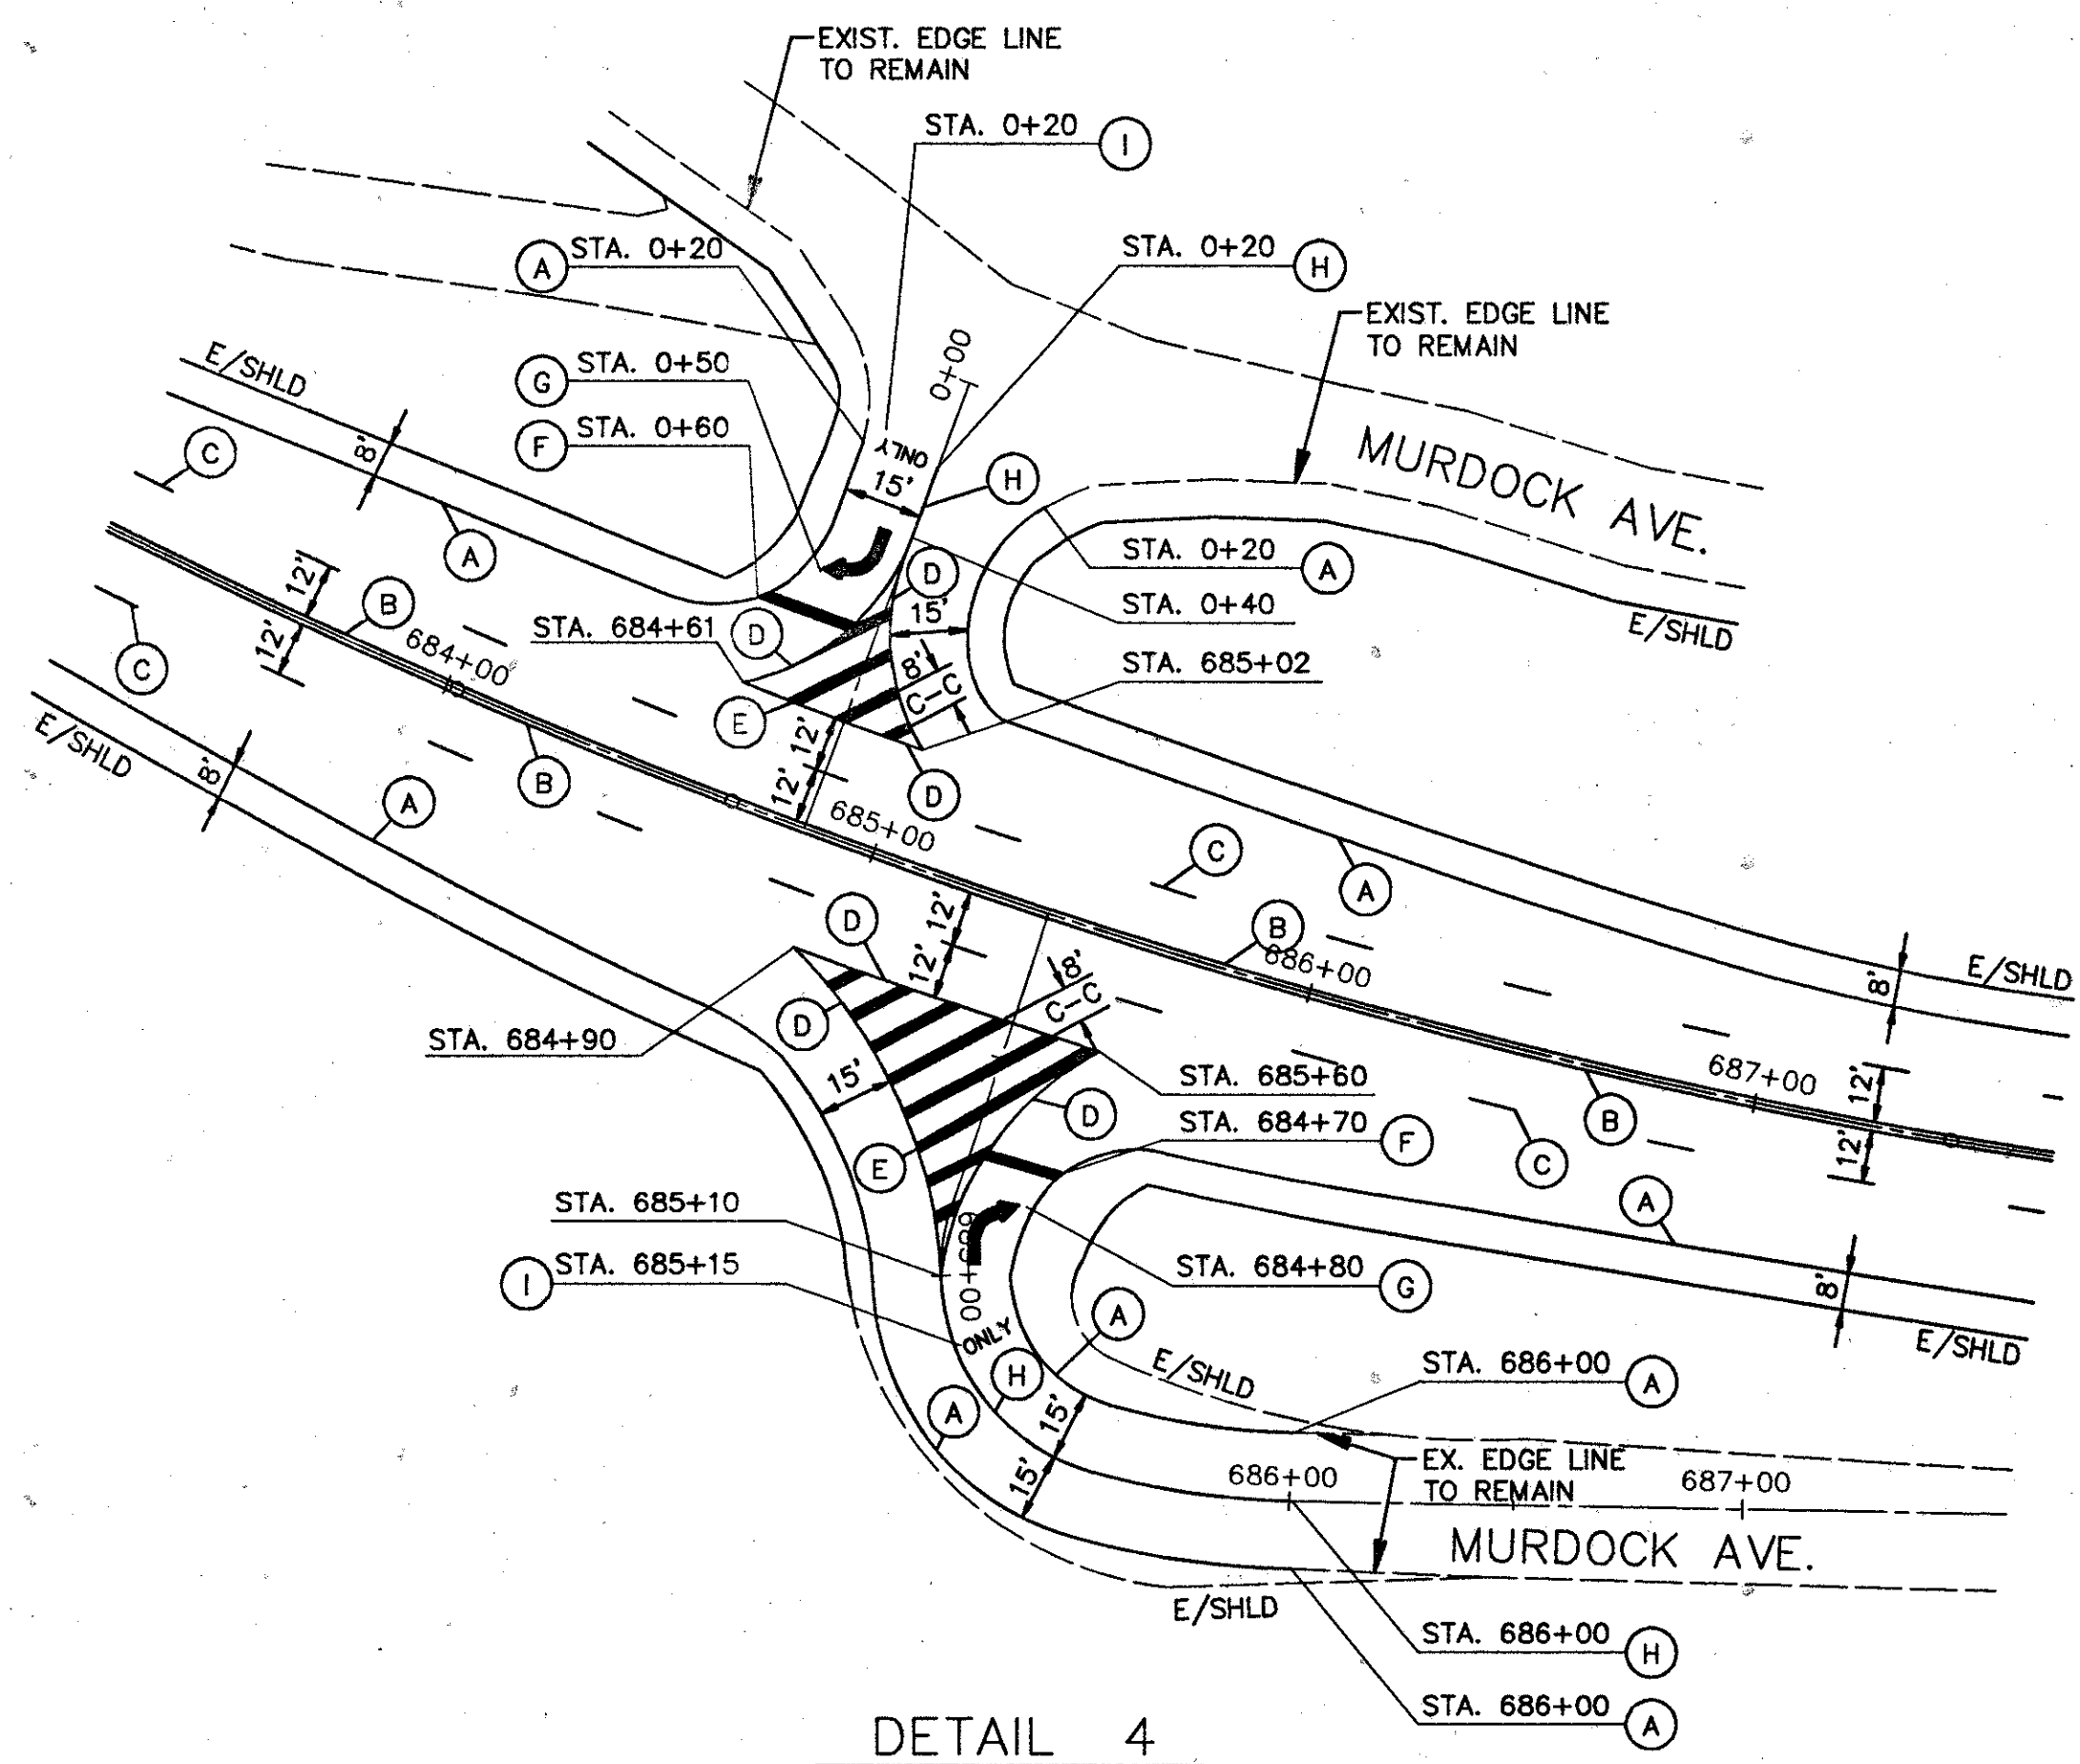 EXIST. EDGE LINE
TO REMAIN
STA. 0+20 I
A STA. 0+20
STA. 0+20 H
EXIST. EDGE LINE
TO REMAIN
E/SHLD
G STA. 0+50
0+00
F STA. 0+60
ONLY
MURDOCK AVE.
C
8'
15'
H
A
STA. 0+20 A
12'
B
D
STA. 0+40
12'
684+00
STA. 684+61
D
15'
E/SHLD
C
8'
C-C
STA. 685+02
E/SHLD
8'
E
12'
B
12'
D
A
685+00
C
A
D
12'
B
12'
686+00
8'
C-C
8'
E/SHLD
D
STA. 684+90
15'
STA. 685+60
687+00
12'
D
B
12'
STA. 684+70 F
E
C
STA. 685+10
A
I STA. 685+15
STA. 684+80 G
8'
A
ONLY
E/SHLD
H
E/SHLD
STA. 686+00 A
A
15'
15'
EX. EDGE LINE
TO REMAIN
686+00
687+00
MURDOCK AVE.
E/SHLD
STA. 686+00 H
STA. 686+00 A
DETAIL 4